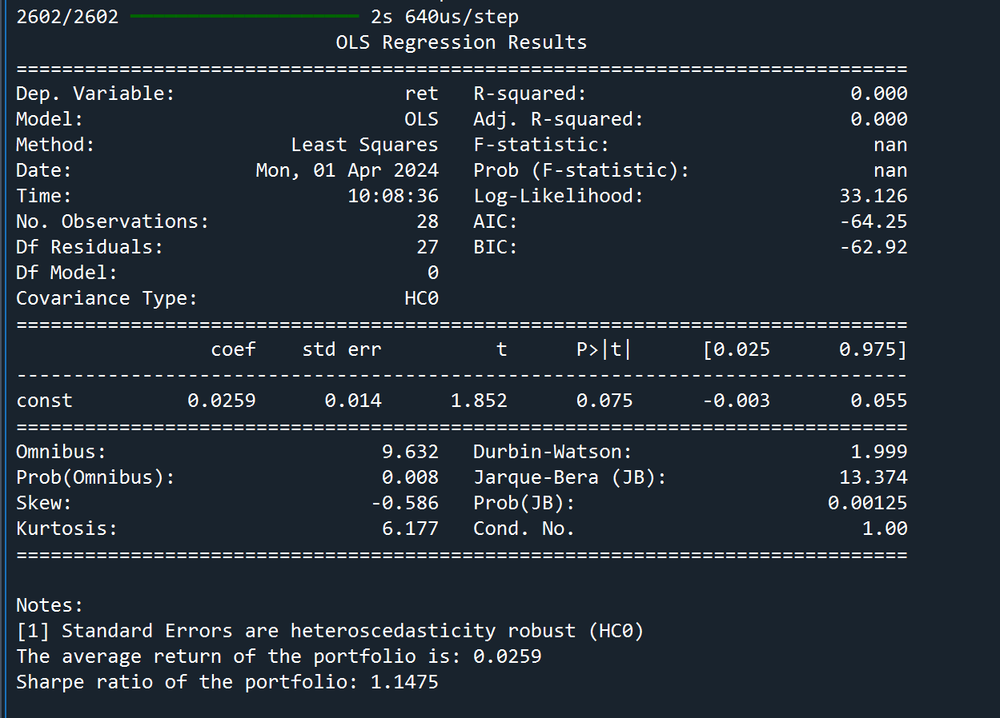 2602/2602 ━━━━━━━━━━━━━━━━━━━━ 2s 640us/step
                            OLS Regression Results
==============================================================================
Dep. Variable:                    ret   R-squared:                       0.000
Model:                            OLS   Adj. R-squared:                  0.000
Method:                 Least Squares   F-statistic:                       nan
Date:                Mon, 01 Apr 2024   Prob (F-statistic):                nan
Time:                        10:08:36   Log-Likelihood:                 33.126
No. Observations:                  28   AIC:                            -64.25
Df Residuals:                      27   BIC:                            -62.92
Df Model:                           0
Covariance Type:                  HC0
==============================================================================
                 coef    std err          t      P>|t|      [0.025      0.975]
------------------------------------------------------------------------------
const          0.0259      0.014      1.852      0.075      -0.003       0.055
==============================================================================
Omnibus:                        9.632   Durbin-Watson:                   1.999
Prob(Omnibus):                  0.008   Jarque-Bera (JB):               13.374
Skew:                          -0.586   Prob(JB):                      0.00125
Kurtosis:                       6.177   Cond. No.                         1.00
==============================================================================
Notes:
[1] Standard Errors are heteroscedasticity robust (HC0)
The average return of the portfolio is: 0.0259
Sharpe ratio of the portfolio: 1.1475